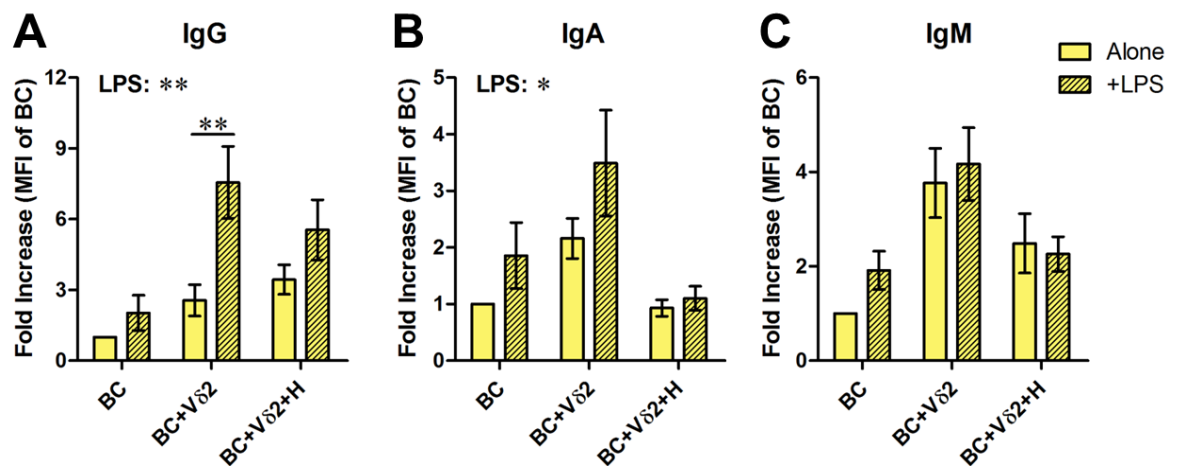 A
IgG
Fold Increase (MFI of BC)
12
9
6
3
0
LPS: **
**
BC
BC+Vδ2
BC+Vδ2+H
B
IgA
Fold Increase (MFI of BC)
5
4
3
2
1
0
LPS: *
BC
BC+Vδ2
BC+Vδ2+H
C
IgM
Fold Increase (MFI of BC)
6
4
2
0
BC
BC+Vδ2
BC+Vδ2+H
Alone
+LPS